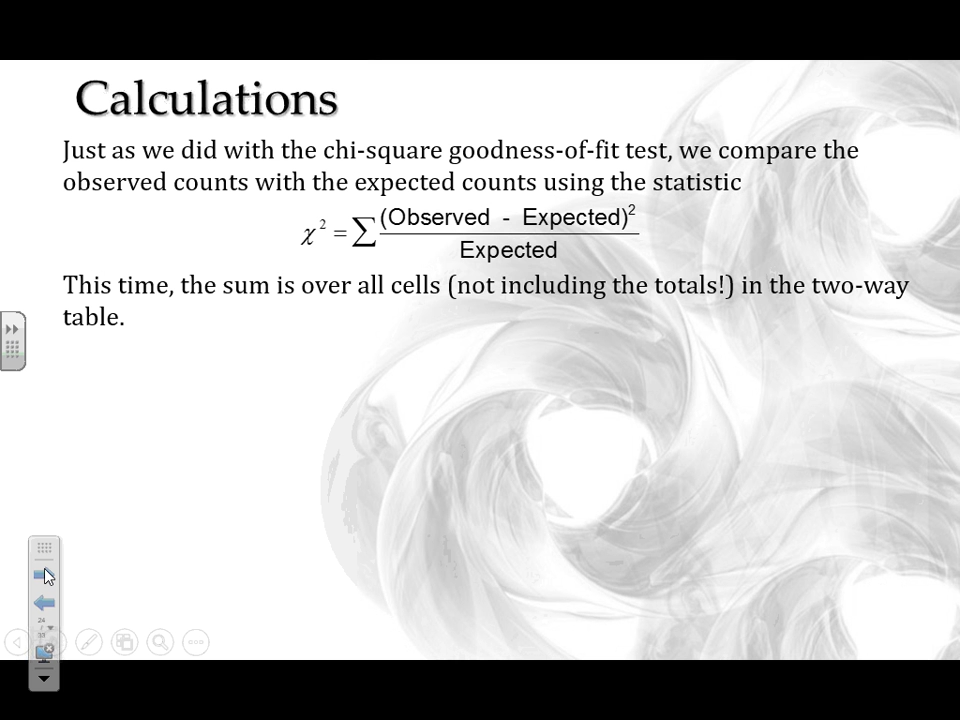 Calculations
Just as we did with the chi-square goodness-of-fit test, we compare the
observed counts with the expected counts using the statistic
χ² = ∑ (Observed - Expected)² / Expected
This time, the sum is over all cells (not including the totals!) in the two-way
table.
24
/
33